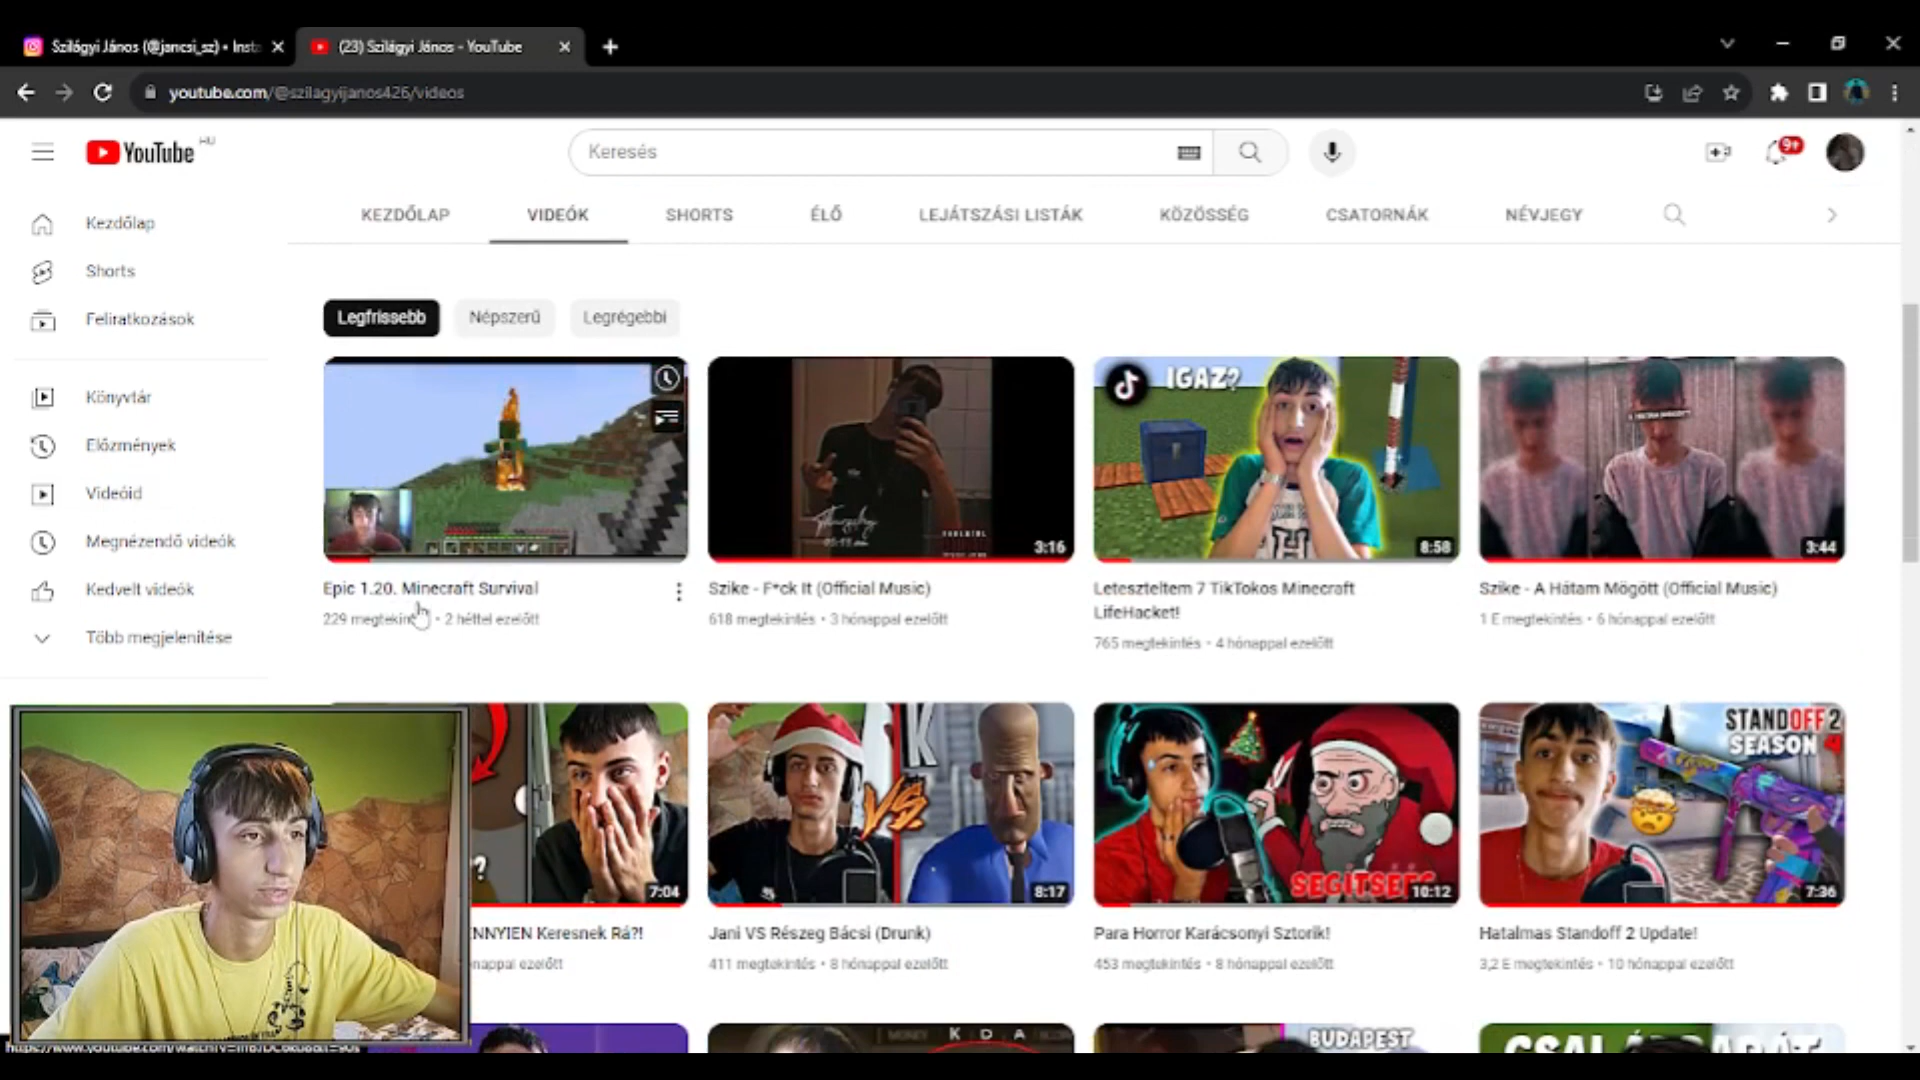 Szilágyi János (@jancsi_sz) • Inst
(23) Szilágyi János - YouTube
youtube.com/@szilagyijanos426/videos
YouTube HU
Keresés
9+
KEZDŐLAP
VIDEÓK
SHORTS
ÉLŐ
LEJÁTSZÁSI LISTÁK
KÖZÖSSÉG
CSATORNÁK
NÉVJEGY
Kezdőlap
Shorts
Feliratkozások
Könyvtár
Előzmények
Videóid
Megnézendő videók
Kedvelt videók
Több megjelenítése
Legfrissebb
Népszerű
Legrégebbi
3:16
IGAZ?
8:58
3:44
Epic 1.20. Minecraft Survival
229 megtekint • 2 héttel ezelőtt
Szike - F*ck It (Official Music)
618 megtekintés • 3 hónappal ezelőtt
Leteszteltem 7 TikTokos Minecraft
LifeHacket!
765 megtekintés • 4 hónappal ezelőtt
Szike - A Hátam Mögött (Official Music)
1 E megtekintés • 6 hónappal ezelőtt
?
7:04
K
VS.
8:17
SEGITSEG
10:12
STANDOFF 2
SEASON 4
7:36
NNYIEN Keresnek Rá?!
nappal ezelőtt
Jani VS Részeg Bácsi (Drunk)
411 megtekintés • 8 hónappal ezelőtt
Para Horror Karácsonyi Sztorik!
453 megtekintés • 8 hónappal ezelőtt
Hatalmas Standoff 2 Update!
3,2 E megtekintés • 10 hónappal ezelőtt
K D A
BUDAPEST